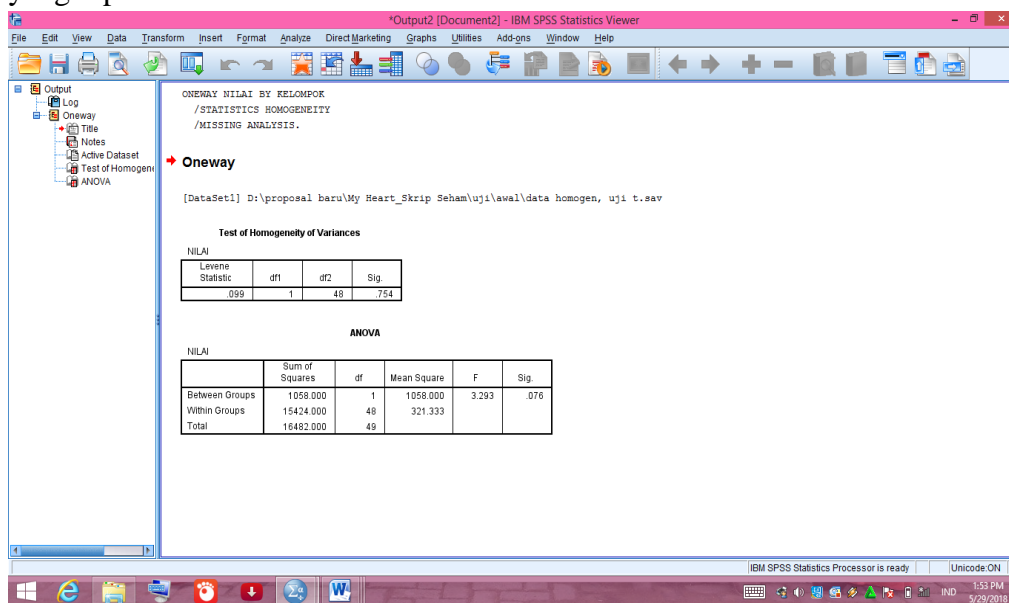 *Output2 [Document2] - IBM SPSS Statistics Viewer
File Edit View Data Transform Insert Format Analyze Direct Marketing Graphs Utilities Add-ons Window Help
Output
Log
Oneway
Title
Notes
Active Dataset
Test of Homogene
ANOVA
ONEWAY NILAI BY KELOMPOK
/STATISTICS HOMOGENEITY
/MISSING ANALYSIS.
Oneway
[DataSet1] D:\proposal baru\My Heart_Skrip Seham\uji\awal\data homogen, uji t.sav
Test of Homogeneity of Variances
NILAI
Levene Statistic df1 df2 Sig.
.099 1 48 .754
ANOVA
NILAI
Sum of Squares df Mean Square F Sig.
Between Groups 1058.000 1 1058.000 3.293 .076
Within Groups 15424.000 48 321.333
Total 16482.000 49
IBM SPSS Statistics Processor is ready Unicode:ON
IND 1:53 PM
5/29/2018